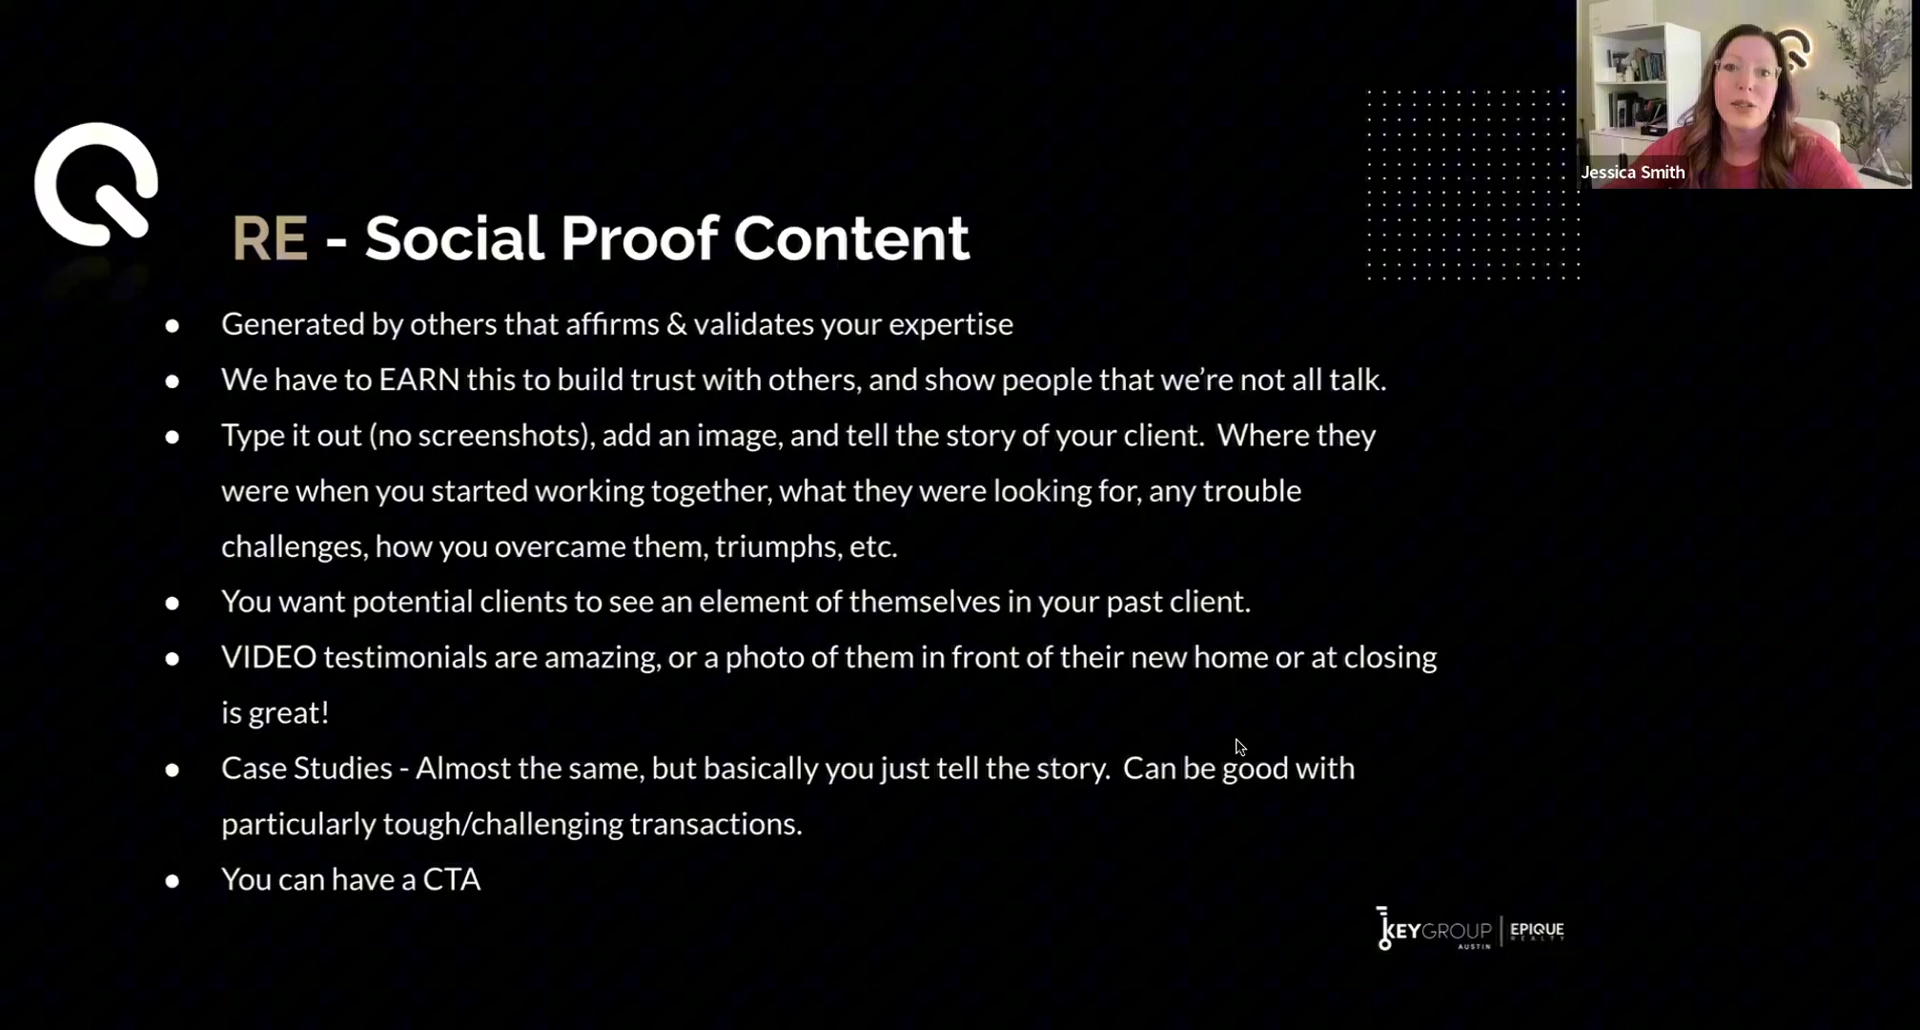 Jessica Smith
RE - Social Proof Content
● Generated by others that affirms & validates your expertise
● We have to EARN this to build trust with others, and show people that we’re not all talk.
● Type it out (no screenshots), add an image, and tell the story of your client. Where they
were when you started working together, what they were looking for, any trouble
challenges, how you overcame them, triumphs, etc.
● You want potential clients to see an element of themselves in your past client.
● VIDEO testimonials are amazing, or a photo of them in front of their new home or at closing
is great!
● Case Studies - Almost the same, but basically you just tell the story. Can be good with
particularly tough/challenging transactions.
● You can have a CTA
KEYGROUP | EPIQUE
AUSTIN REALTY